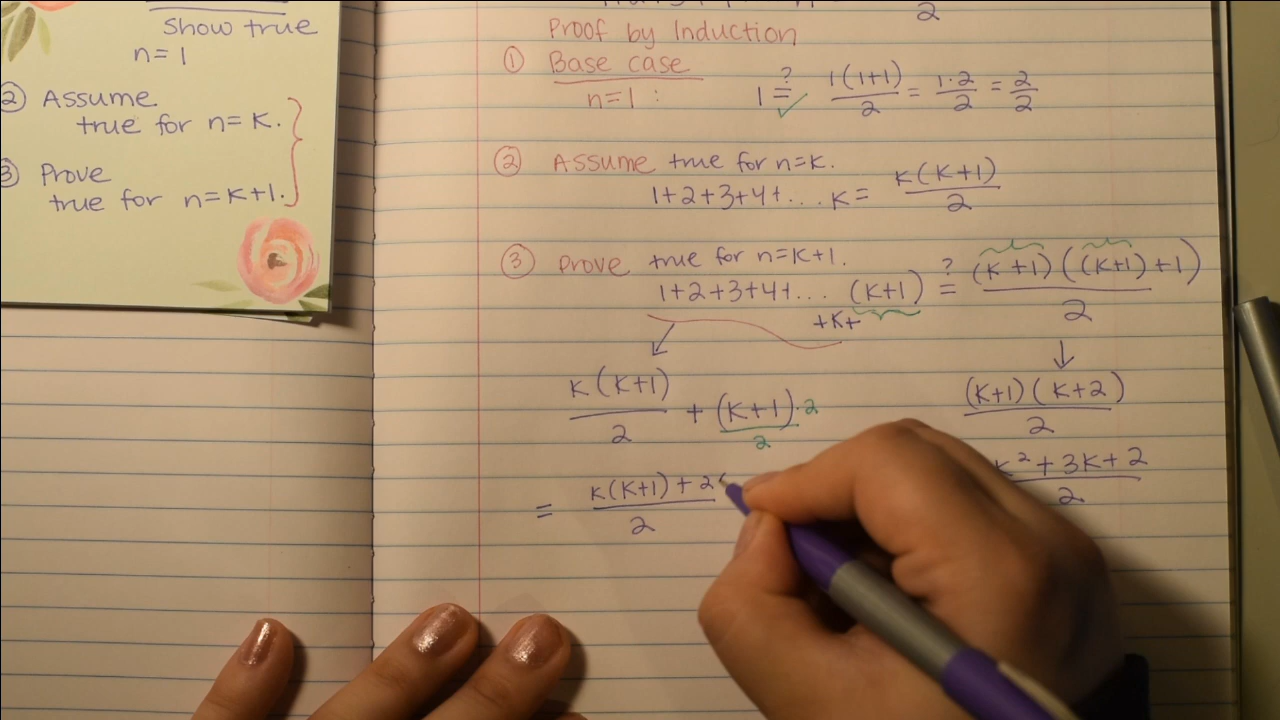 Show true
n=1
② Assume
true for n=K.
③ Prove
true for n=K+1.
2
Proof by Induction
① Base case
n=1 :
1 ?= 1(1+1)/2 = 1·2/2 = 2/2
② Assume true for n=K.
1+2+3+4+... K = K(K+1)/2
③ Prove true for n=K+1.
1+2+3+4+... +K+ (K+1) ?= (K+1)((K+1)+1)/2
K(K+1)/2 + (K+1)·2/2
(K+1)(K+2)/2
= K(K+1)+2(/2
K²+3K+2/2